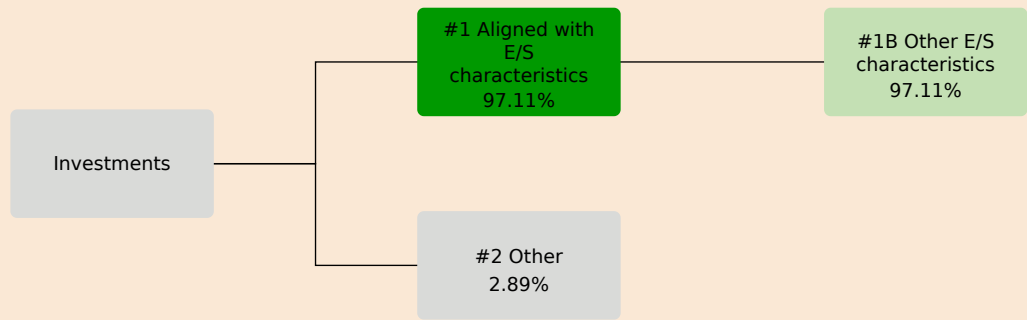 Investments
#1 Aligned with
E/S
characteristics
97.11%
#1B Other E/S
characteristics
97.11%
#2 Other
2.89%